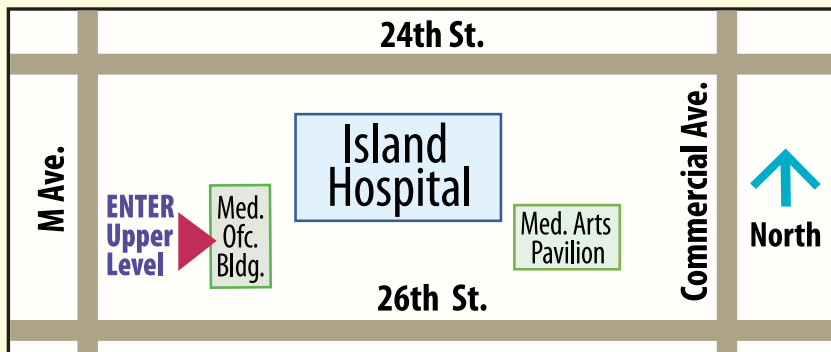 24th St.
M Ave.
Island
Hospital
Commercial Ave.
ENTER
Upper
Level
Med.
Ofc.
Bldg.
Med. Arts
Pavilion
North
26th St.